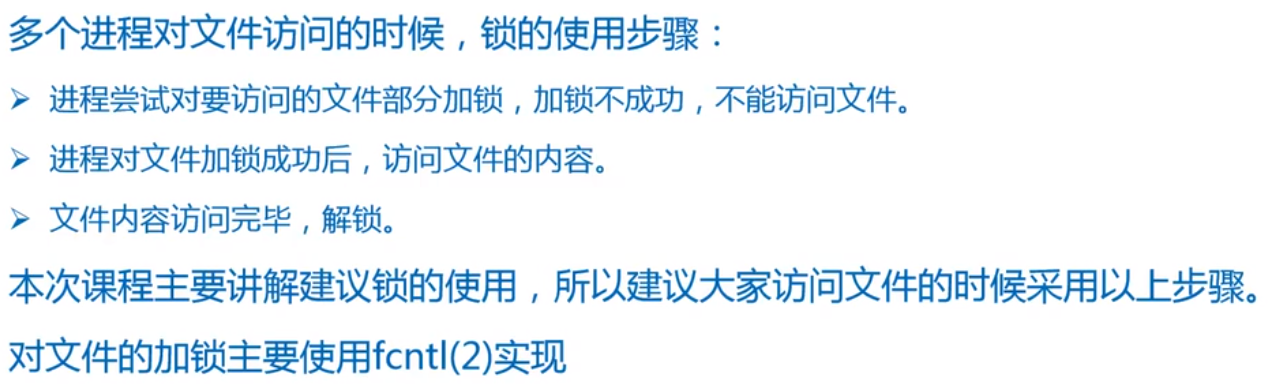 多个进程对文件访问的时候，锁的使用步骤：
➢ 进程尝试对要访问的文件部分加锁，加锁不成功，不能访问文件。
➢ 进程对文件加锁成功后，访问文件的内容。
➢ 文件内容访问完毕，解锁。
本次课程主要讲解建议锁的使用，所以建议大家访问文件的时候采用以上步骤。
对文件的加锁主要使用fcntl(2)实现